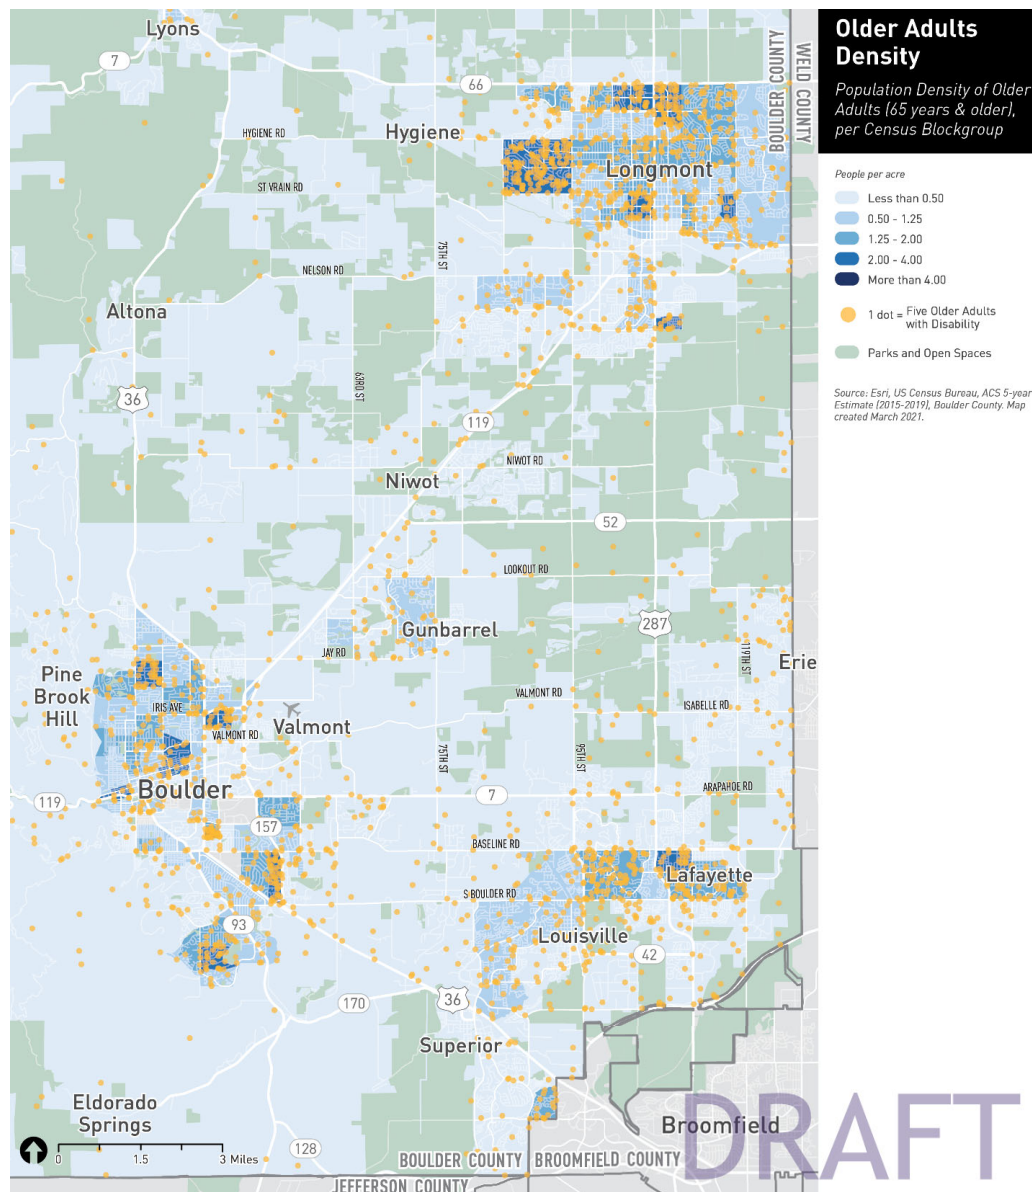 Older Adults
Density
Population Density of Older
Adults (65 years & older),
per Census Blockgroup
People per acre
Less than 0.50
0.50 - 1.25
1.25 - 2.00
2.00 - 4.00
More than 4.00
1 dot = Five Older Adults
with Disability
Parks and Open Spaces
Source: Esri, US Census Bureau, ACS 5-year
Estimate (2015-2019), Boulder County. Map
created March 2021.
Lyons
7
66
BOULDER COUNTY
WELD COUNTY
HYGIENE RD
Hygiene
Longmont
ST VRAIN RD
75TH ST
NELSON RD
Altona
63RD ST
36
119
NIWOT RD
Niwot
52
LOOKOUT RD
287
Gunbarrel
JAY RD
119TH ST
Erie
Pine
Brook
Hill
IRIS AVE
VALMONT RD
ISABELLE RD
VALMONT RD
Valmont
75TH ST
95TH ST
Boulder
119
7
ARAPAHOE RD
157
BASELINE RD
Lafayette
S BOULDER RD
93
Louisville
42
170
36
Superior
Eldorado
Springs
Broomfield
DRAFT
0
1.5
3 Miles
128
BOULDER COUNTY
BROOMFIELD COUNTY
JEFFERSON COUNTY